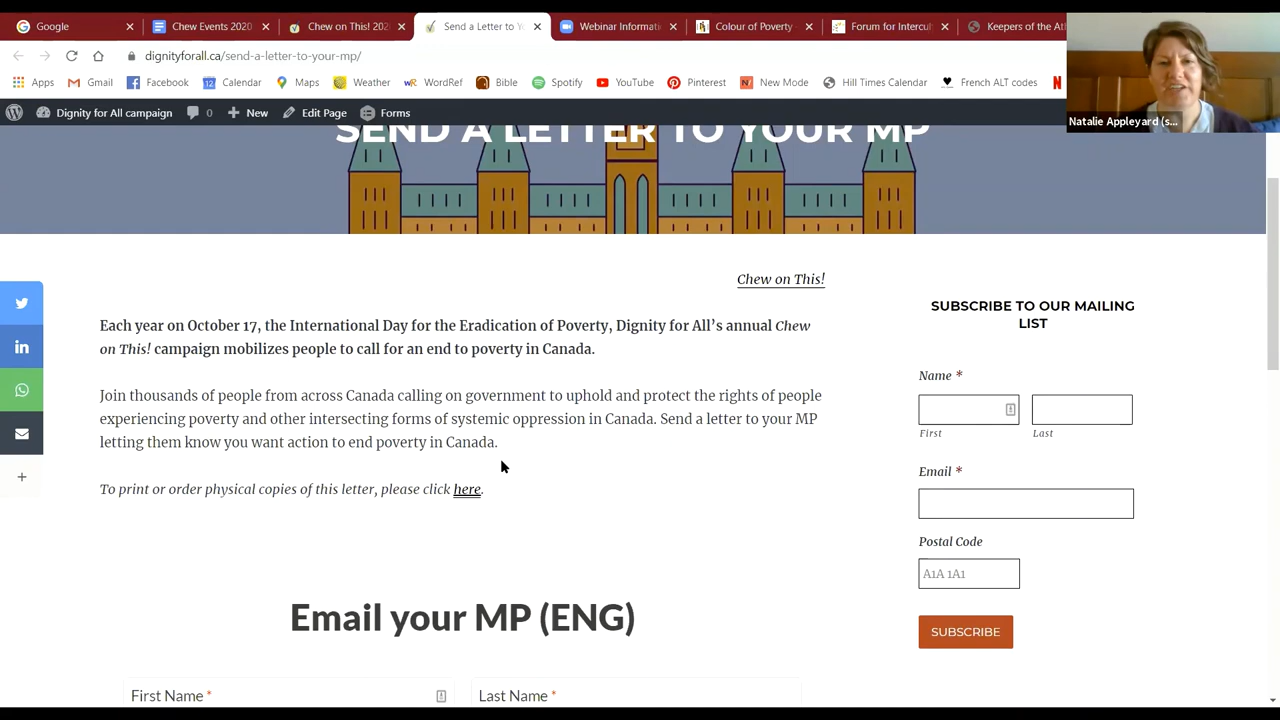 Google
Chew Events 2020
Chew on This! 202
Send a Letter to Y
Webinar Informati
Colour of Poverty -
Forum for Intercul
Keepers of the Ath
dignityforall.ca/send-a-letter-to-your-mp/
Apps
Gmail
Facebook
Calendar
Maps
Weather
WordRef
Bible
Spotify
YouTube
Pinterest
New Mode
Hill Times Calendar
French ALT codes
Natalie Appleyard (s...
Dignity for All campaign
0
New
Edit Page
Forms
SEND A LETTER TO YOUR MP
Chew on This!
Each year on October 17, the International Day for the Eradication of Poverty, Dignity for All’s annual Chew
on This! campaign mobilizes people to call for an end to poverty in Canada.
Join thousands of people from across Canada calling on government to uphold and protect the rights of people
experiencing poverty and other intersecting forms of systemic oppression in Canada. Send a letter to your MP
letting them know you want action to end poverty in Canada.
To print or order physical copies of this letter, please click here.
Email your MP (ENG)
First Name *
Last Name *
SUBSCRIBE TO OUR MAILING
LIST
Name *
First
Last
Email *
Postal Code
A1A 1A1
SUBSCRIBE